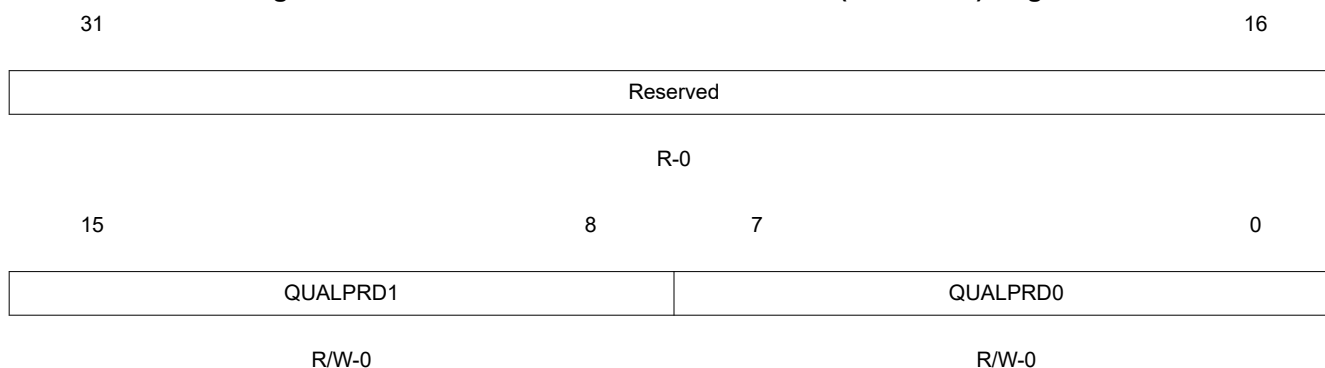 31 16
Reserved
R-0
15 8 7 0
QUALPRD1 QUALPRD0
R/W-0 R/W-0